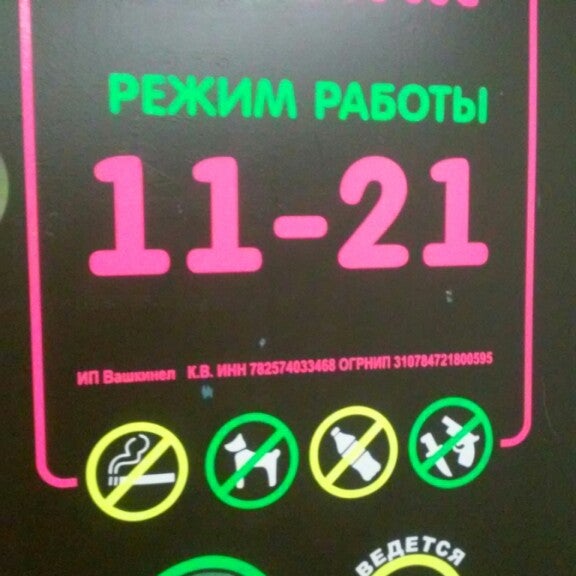 РЕЖИМ РАБОТЫ
11-21
ИП Вашкинел К.В. ИНН 782574033468 ОГРНИП 310784721800595
ВЕДЕТСЯ